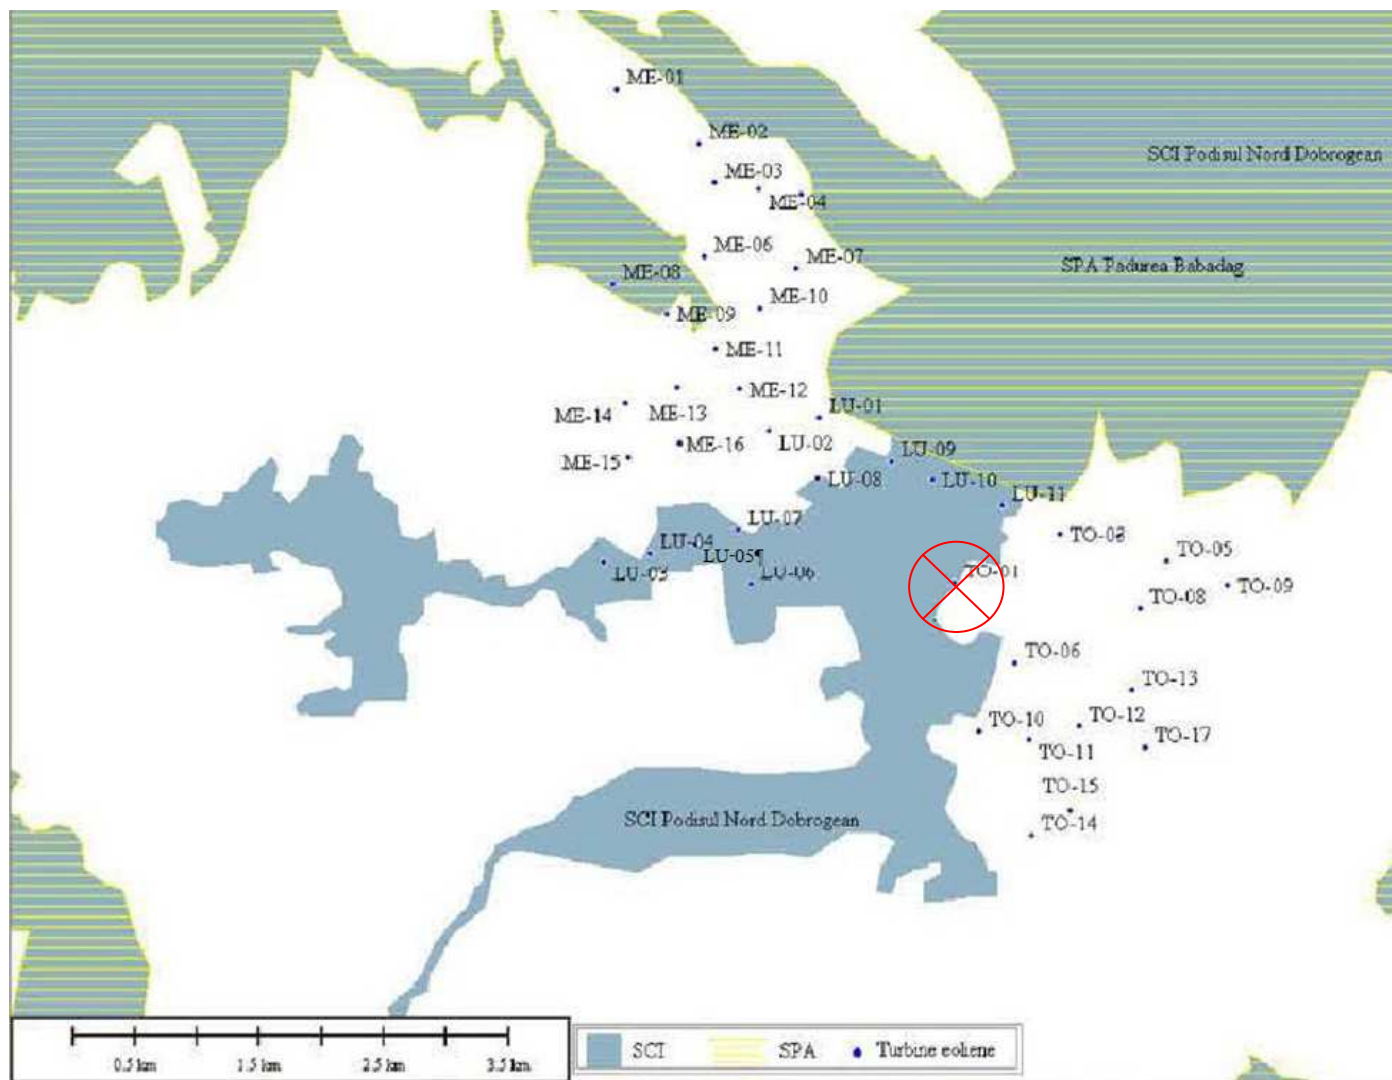 ME-01
ME-02
SCI Podisul Nord Dobrogean
ME-03
ME-04
ME-06
ME-07
SPA Padurea Babadag
ME-08
ME-10
ME-09
ME-11
ME-12
LU-01
ME-14
ME-13
ME-16
LU-02
LU-09
ME-15
LU-08
LU-10
LU-11
LU-07
TO-05
LU-04
LU-05¶
LU-03
LU-06
TO-01
TO-09
TO-08
TO-06
TO-13
TO-10
TO-12
TO-17
TO-11
TO-15
SCI Podisul Nord Dobrogean
TO-14
0.5 km
1.5 km
2.5 km
3.5 km
SCI
SPA
Turbine eoliene